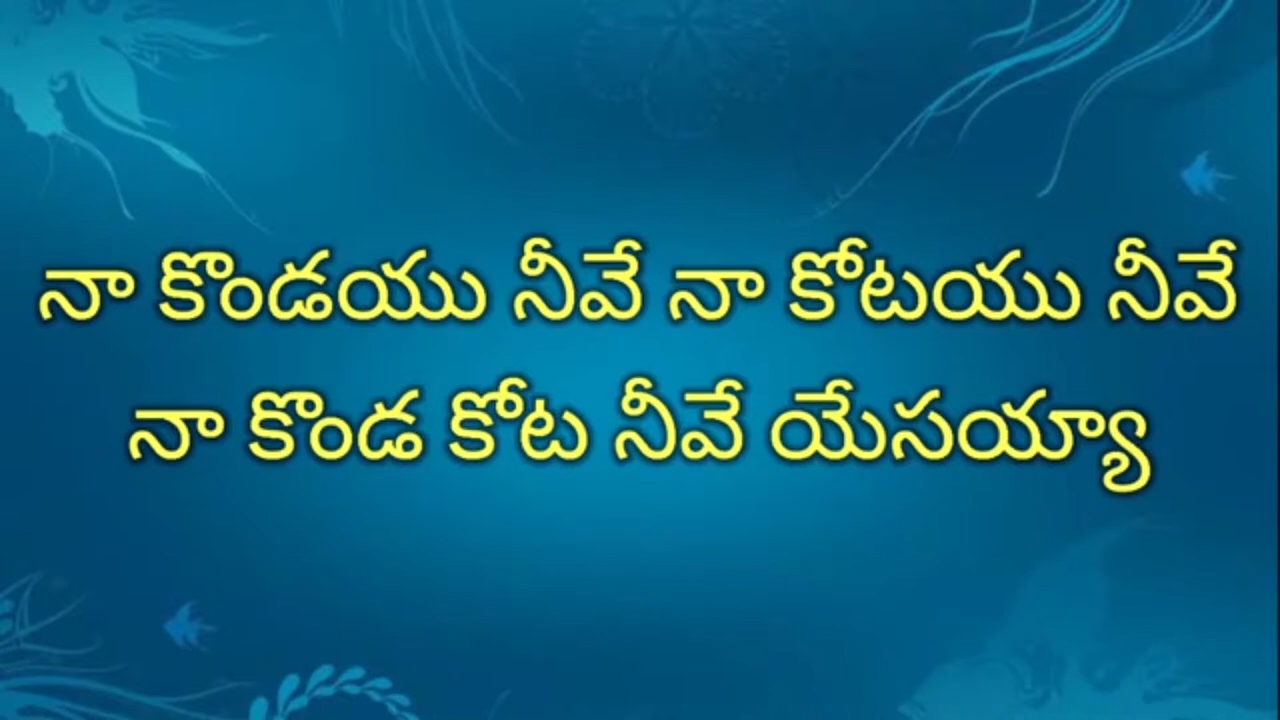 నా కొండయు నీవే నా కోటయు నీవే
నా కొండ కోట నీవే యేసయ్యా